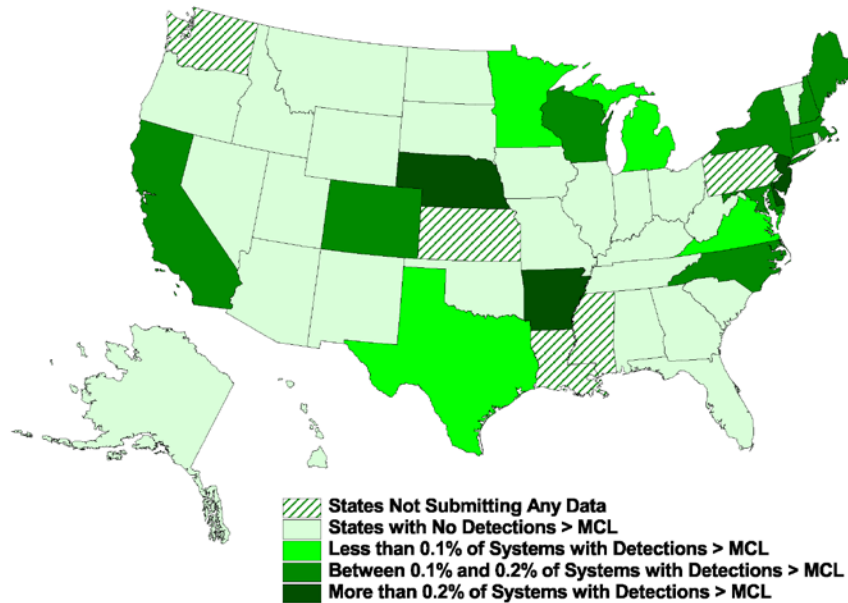 States Not Submitting Any Data
States with No Detections > MCL
Less than 0.1% of Systems with Detections > MCL
Between 0.1% and 0.2% of Systems with Detections > MCL
More than 0.2% of Systems with Detections > MCL